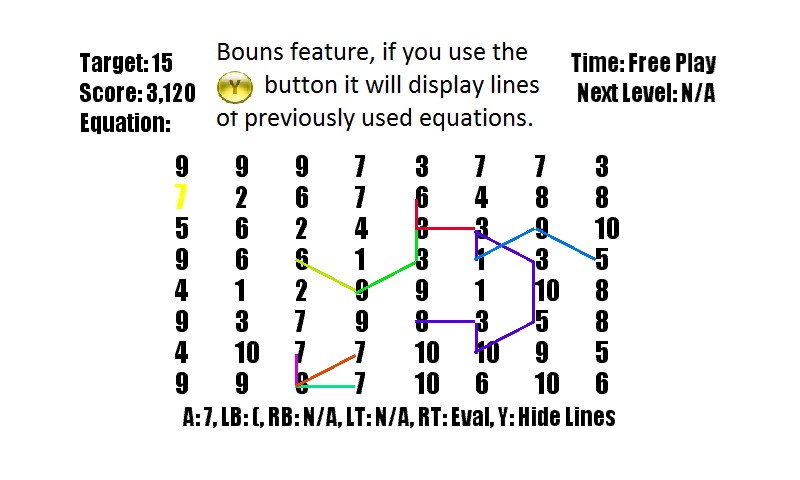 Target: 15
Score: 3,120
Equation:
Bouns feature, if you use the
Y button it will display lines
of previously used equations.
Time: Free Play
Next Level: N/A
9 9 9 7 3 7 7 3
7 2 6 7 6 4 8 8
5 6 2 4 3 3 9 10
9 6 6 1 3 1 3 5
4 1 2 9 9 1 10 8
9 3 7 9 8 3 5 8
4 10 7 7 10 10 9 5
9 9 8 7 10 6 10 6
A: 7, LB: (, RB: N/A, LT: N/A, RT: Eval, Y: Hide Lines